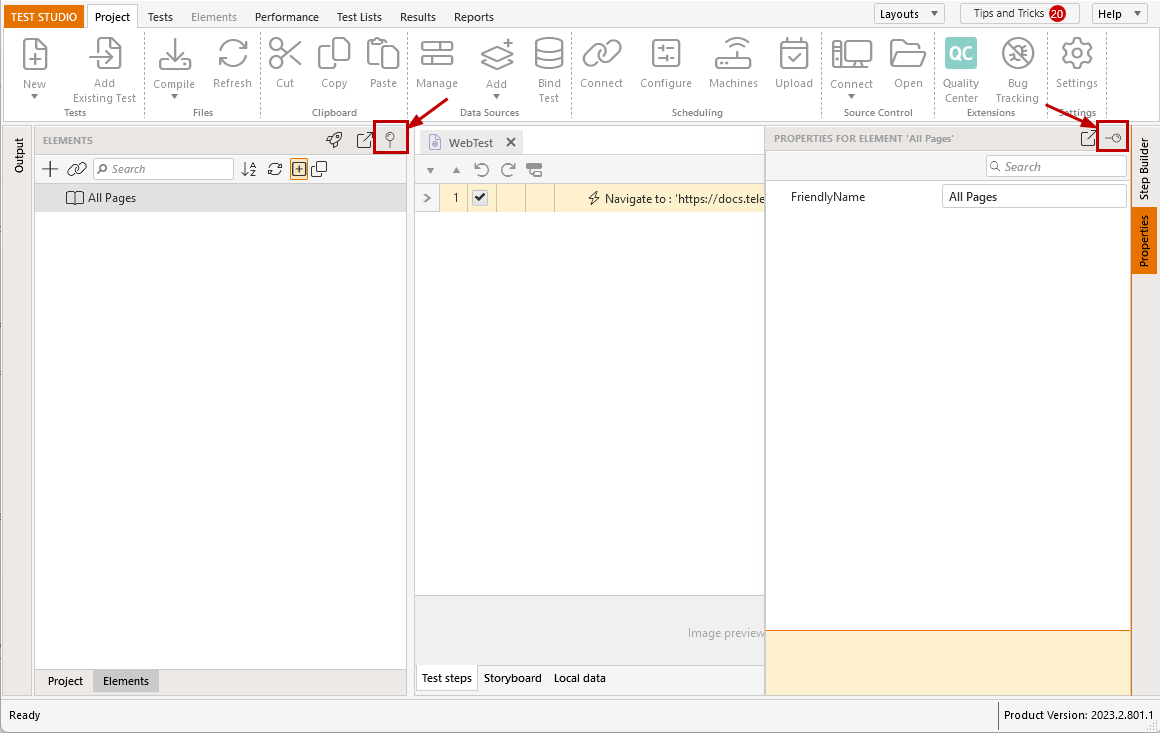 TEST STUDIO Project Tests Elements Performance Test Lists Results Reports Layouts Tips and Tricks 20 Help
New Add Existing Test Compile Refresh Cut Copy Paste Manage Add Bind Test Connect Configure Machines Upload Connect Open QC Quality Center Bug Tracking Settings
Tests Files Clipboard Data Sources Scheduling Source Control Extensions Settings
Output
ELEMENTS
Search
All Pages
Project Elements
WebTest
1 Navigate to : 'https://docs.tele
Image preview
Test steps Storyboard Local data
PROPERTIES FOR ELEMENT 'All Pages'
Search
FriendlyName All Pages
Step Builder
Properties
Ready Product Version: 2023.2.801.1